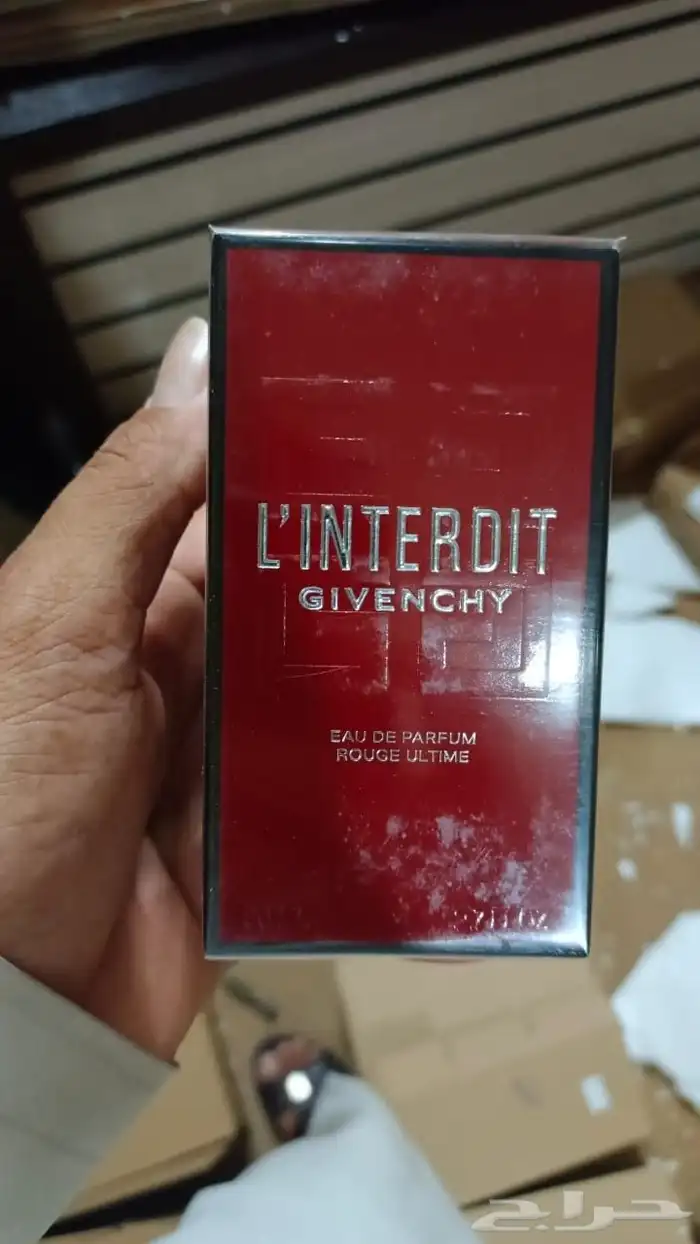 L'INTERDIT
GIVENCHY
EAU DE PARFUM
ROUGE ULTIME
حراج